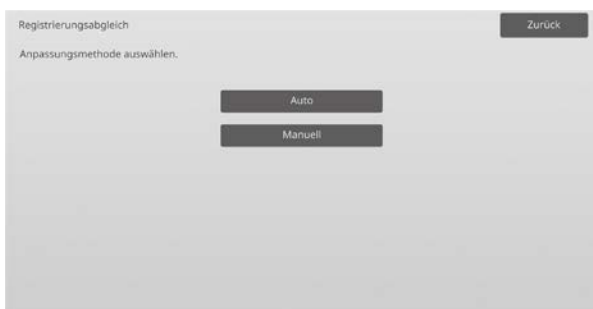 Registrierungsabgleich
Zurück
Anpassungsmethode auswählen.
Auto
Manuell